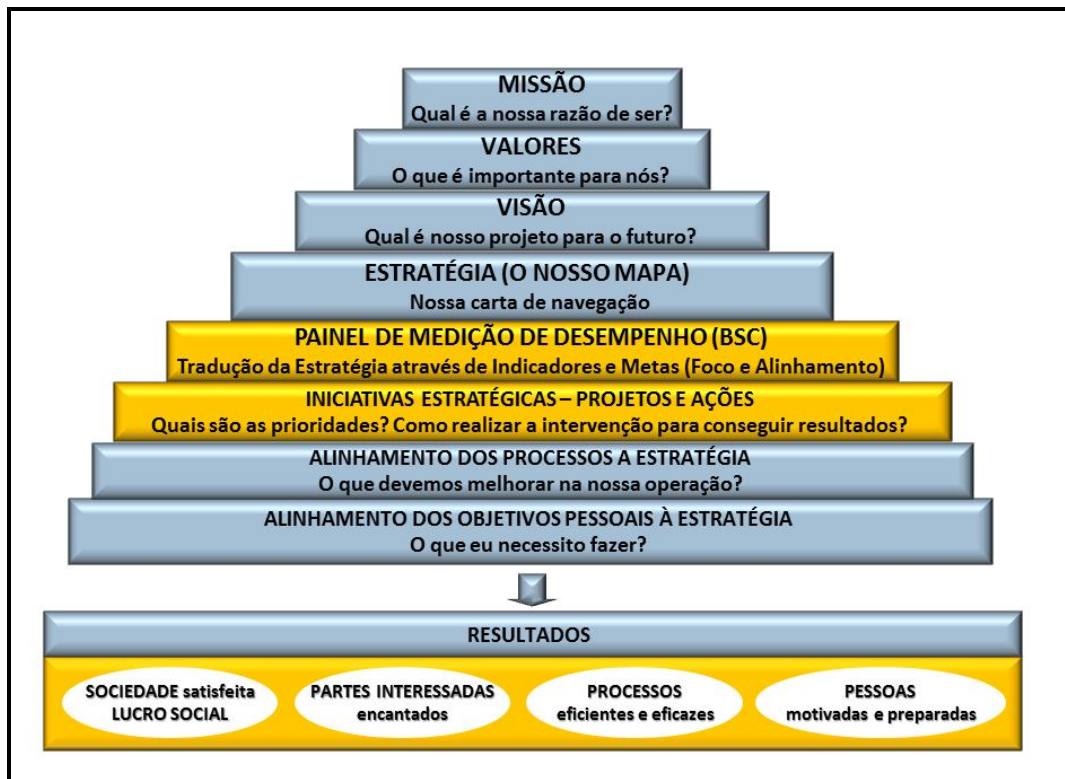 MISSÃO
Qual é a nossa razão de ser?
VALORES
O que é importante para nós?
VISÃO
Qual é nosso projeto para o futuro?
ESTRATÉGIA (O NOSSO MAPA)
Nossa carta de navegação
PAINEL DE MEDIÇÃO DE DESEMPENHO (BSC)
Tradução da Estratégia através de Indicadores e Metas (Foco e Alinhamento)
INICIATIVAS ESTRATÉGICAS – PROJETOS E AÇÕES
Quais são as prioridades? Como realizar a intervenção para conseguir resultados?
ALINHAMENTO DOS PROCESSOS A ESTRATÉGIA
O que devemos melhorar na nossa operação?
ALINHAMENTO DOS OBJETIVOS PESSOAIS À ESTRATÉGIA
O que eu necessito fazer?
RESULTADOS
SOCIEDADE satisfeita
LUCRO SOCIAL
PARTES INTERESSADAS
encantados
PROCESSOS
eficientes e eficazes
PESSOAS
motivadas e preparadas